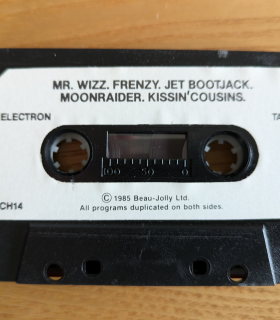 MR. WIZZ. FRENZY. JET BOOTJACK.
MOONRAIDER. KISSIN'COUSINS.
ELECTRON
100 50 0
© 1985 Beau-Jolly Ltd.
CH14
All programs duplicated on both sides.